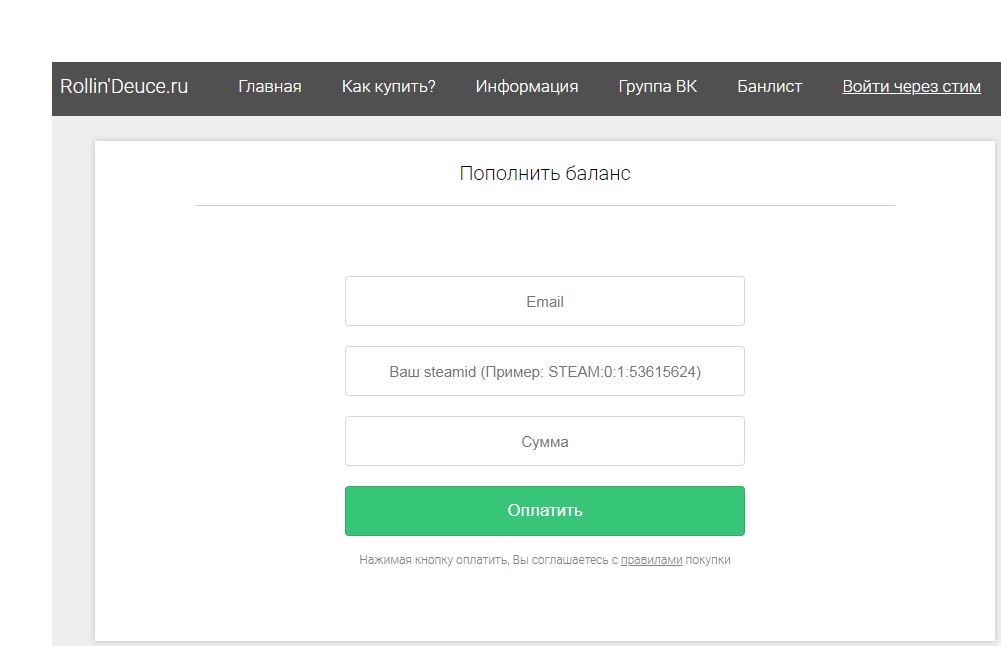 Rollin'Deuce.ru Главная Как купить? Информация Группа ВК Банлист Войти через стим
Пополнить баланс
Email
Ваш steamid (Пример: STEAM:0:1:53615624)
Сумма
Оплатить
Нажимая кнопку оплатить, Вы соглашаетесь с правилами покупки